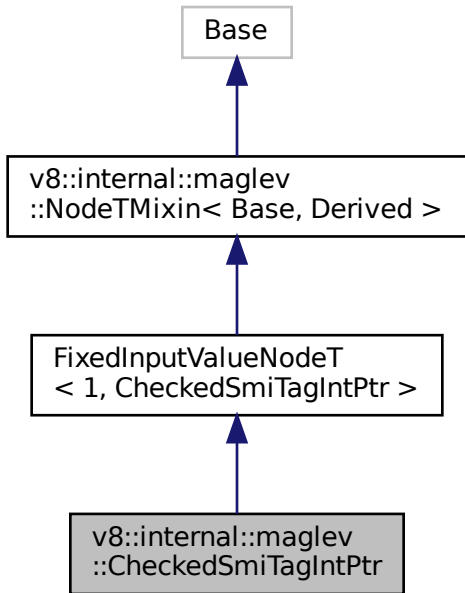 Base
v8::internal::maglev
::NodeTMixin< Base, Derived >
FixedInputValueNodeT
< 1, CheckedSmiTagIntPtr >
v8::internal::maglev
::CheckedSmiTagIntPtr